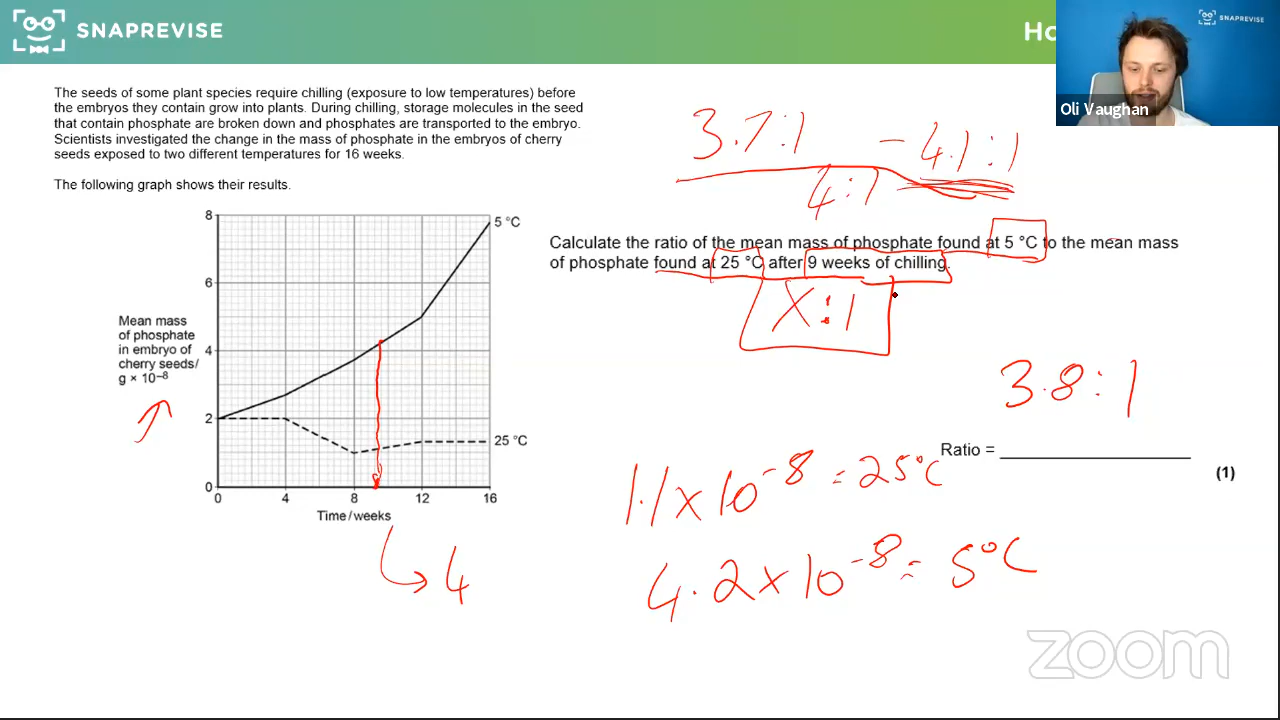 SNAPREVISE
Ho
SNAPREVISE
Oli Vaughan
The seeds of some plant species require chilling (exposure to low temperatures) before
the embryos they contain grow into plants. During chilling, storage molecules in the seed
that contain phosphate are broken down and phosphates are transported to the embryo.
Scientists investigated the change in the mass of phosphate in the embryos of cherry
seeds exposed to two different temperatures for 16 weeks.
The following graph shows their results.
8
6
4
2
0
5 °C
25 °C
Mean mass
of phosphate
in embryo of
cherry seeds/
g × 10⁻⁸
0 4 8 12 16
Time/weeks
4
3.7:1 - 4.1:1
4:1
Calculate the ratio of the mean mass of phosphate found at 5 °C to the mean mass
of phosphate found at 25 °C after 9 weeks of chilling.
X:1
3.8:1
Ratio =
(1)
1.1 x 10⁻⁸ = 25°C
4.2 x 10⁻⁸ = 5°C
zoom